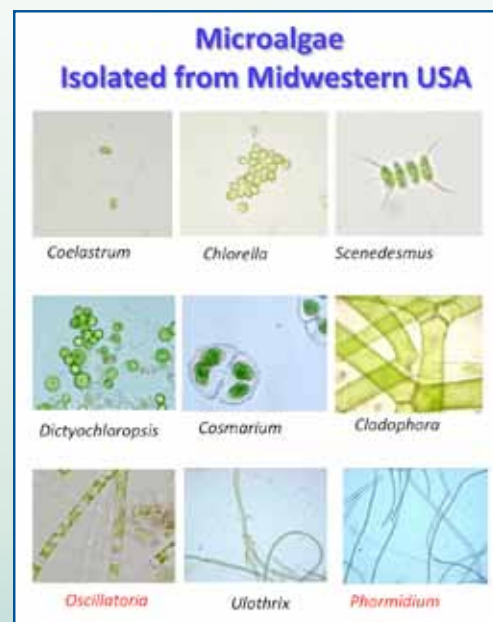 Microalgae
Isolated from Midwestern USA
Coelastrum Chlorella Scenedesmus
Dictyochloropsis Cosmarium Cladophora
Oscillatoria Ulothrix Phormidium